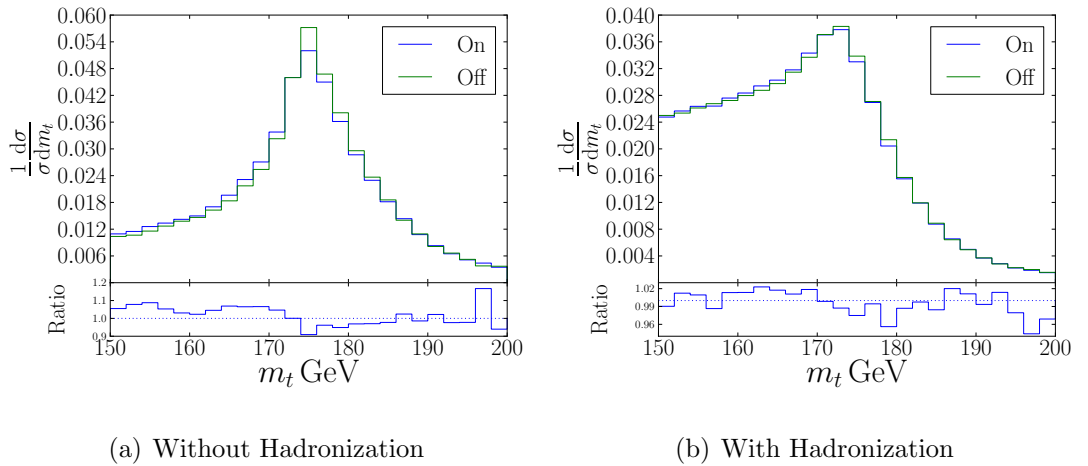 0.060
0.054
0.048
0.042
0.036
0.030
0.024
0.018
0.012
0.006
1/σ dσ/dm_t
On
Off
1.2
1.1
1.0
0.9
Ratio
150 160 170 180 190 200
m_t GeV
(a) Without Hadronization
0.040
0.036
0.032
0.028
0.024
0.020
0.016
0.012
0.008
0.004
1/σ dσ/dm_t
On
Off
1.02
0.99
0.96
Ratio
150 160 170 180 190 200
m_t GeV
(b) With Hadronization